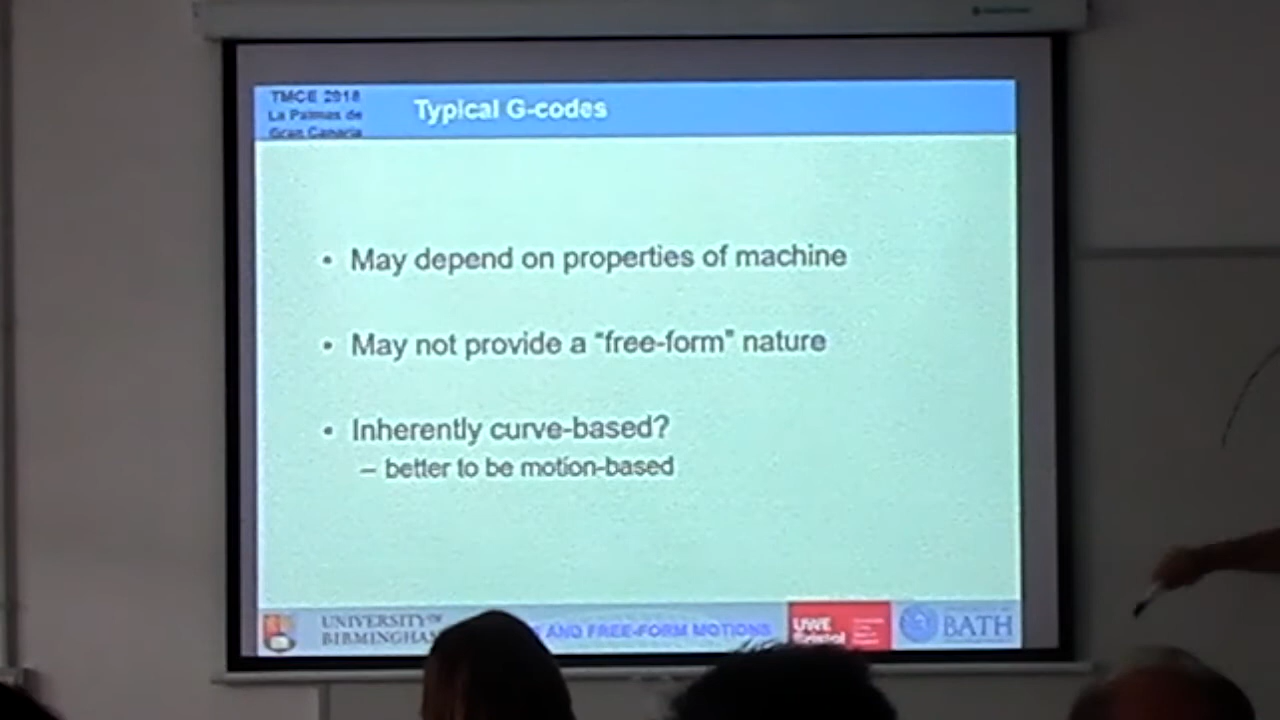 TMCE 2018
La Palmas de
Gran Canaria
Typical G-codes
• May depend on properties of machine
• May not provide a "free-form" nature
• Inherently curve-based?
– better to be motion-based
UNIVERSITY OF
BIRMINGHAM
AND FREE-FORM MOTIONS
UWE
Bristol
BATH